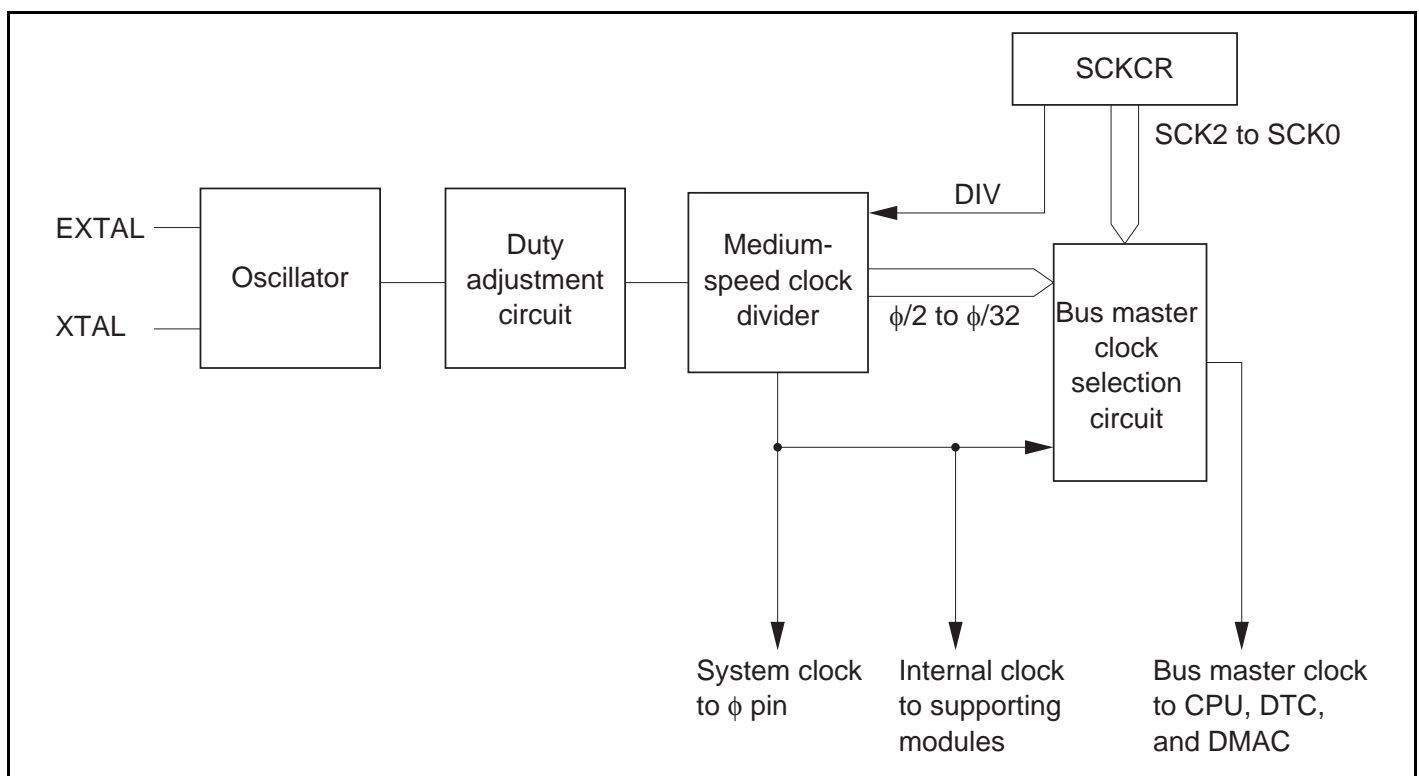 SCKCR
SCK2 to SCK0
DIV
EXTAL
XTAL
Oscillator
Duty
adjustment
circuit
Medium-
speed clock
divider
ϕ/2 to ϕ/32
Bus master
clock
selection
circuit
System clock
to ϕ pin
Internal clock
to supporting
modules
Bus master clock
to CPU, DTC,
and DMAC